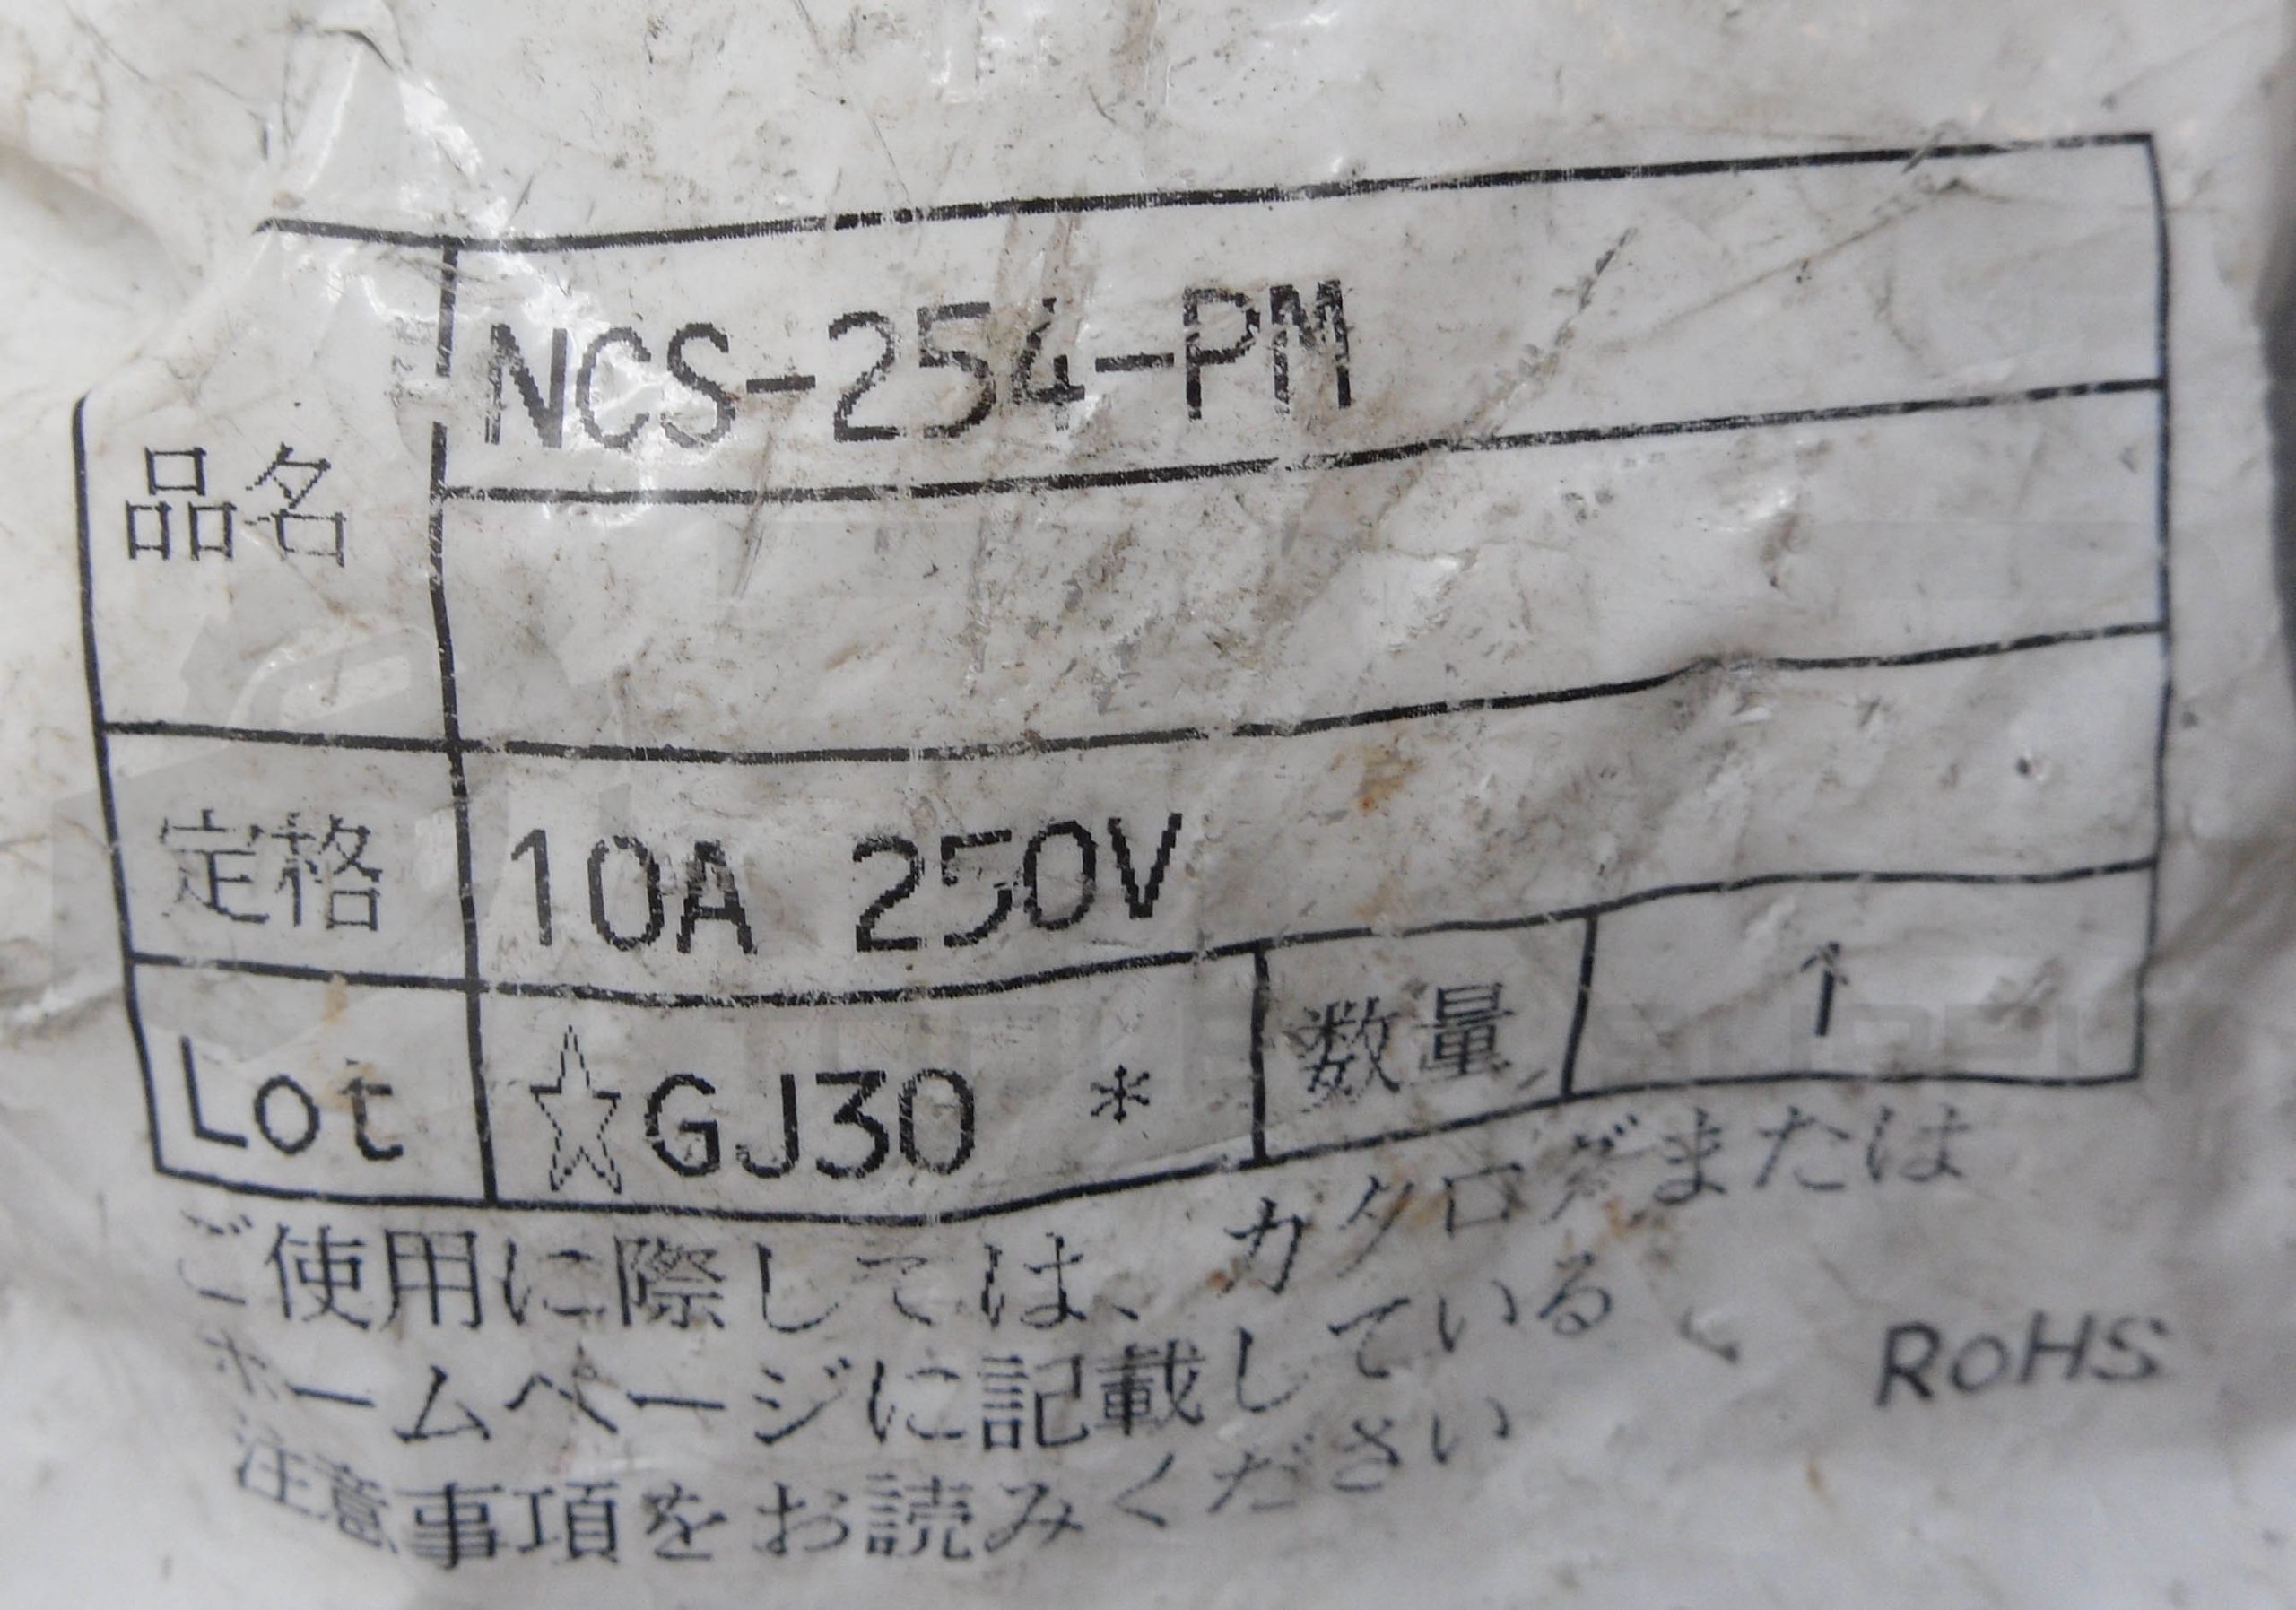 品名 NCS-254-PM
定格 10A 250V
Lot ☆GJ30 * 数量 1
ご使用に際しては、カタログまたは
ホームページに記載している
注意事項をお読みください
RoHS